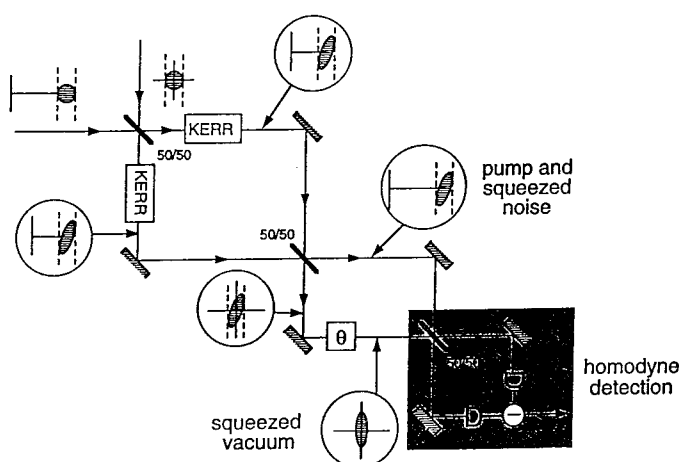 KERR
50/50
KERR
pump and
squeezed
noise
50/50
θ
50/50
D
D
−
homodyne
detection
squeezed
vacuum